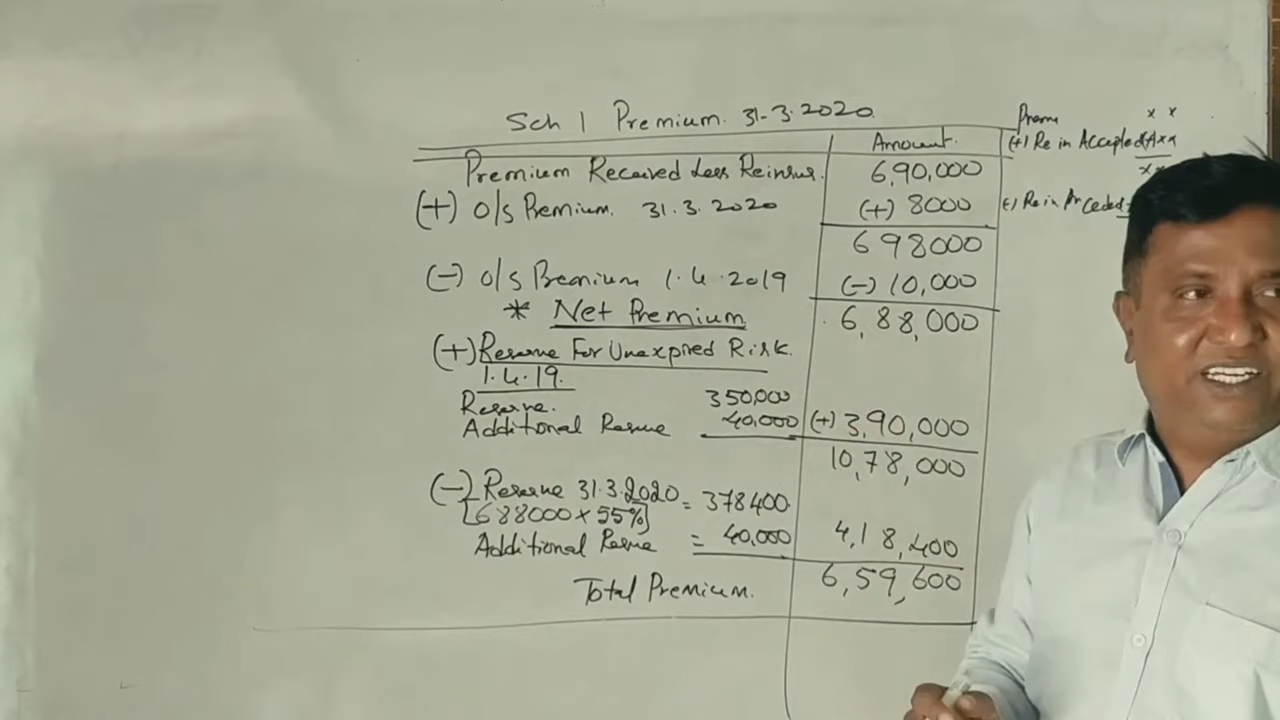 Sch 1 Premium. 31-3.2020.
Amount.
Premium Received Less Reinsur. 6,90,000
(+) O/s Premium. 31.3.2020 (+) 8000
698000
(-) O/s Premium 1.4.2019 (-) 10,000
* Net Premium 6,88,000
(+) Reserve For Unexpired Risk.
1.4.19.
Reserve. 350,000
Additional Reserve 40,000 (+) 3,90,000
10,78,000
(-) Reserve 31.3.2020 = 378400
[688000 x 55%]
Additional Reserve = 40,000 4,18,400
Total Premium. 6,59,600
x x
(+) Re in Accepted
(-) Re in Ceded